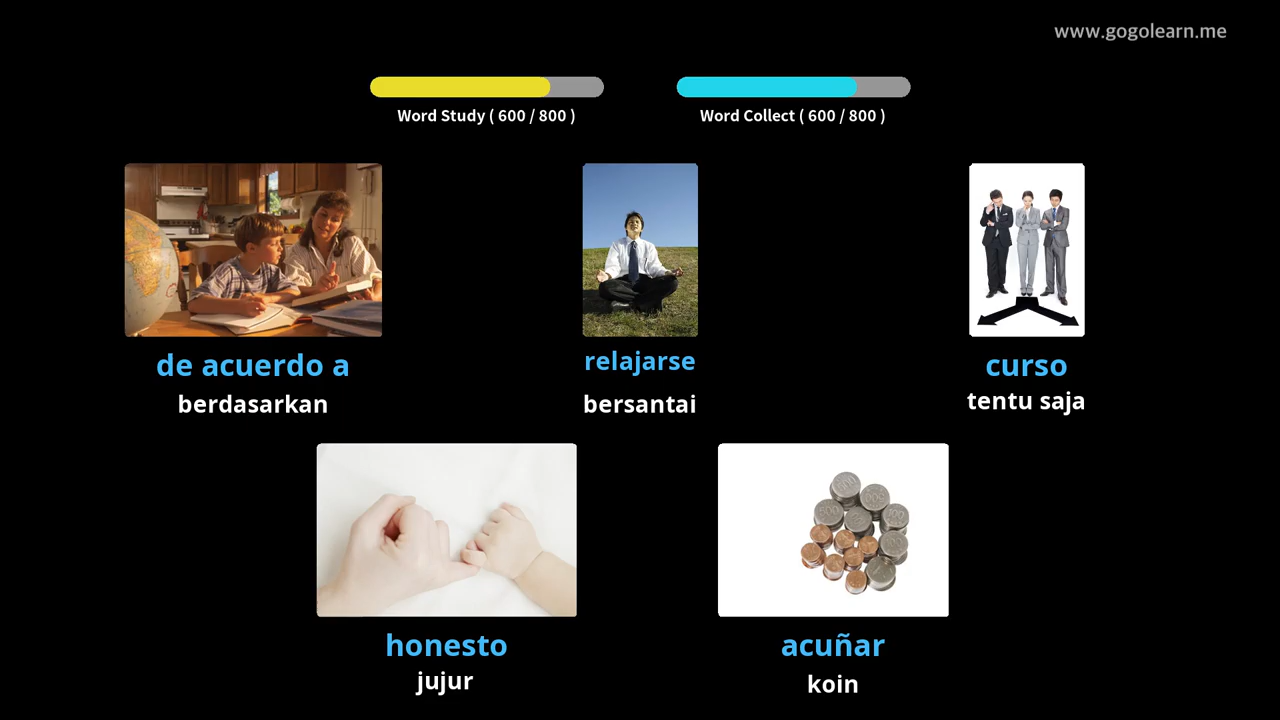 www.gogolearn.me
Word Study ( 600 / 800 )
Word Collect ( 600 / 800 )
de acuerdo a
berdasarkan
relajarse
bersantai
curso
tentu saja
honesto
jujur
acuñar
koin